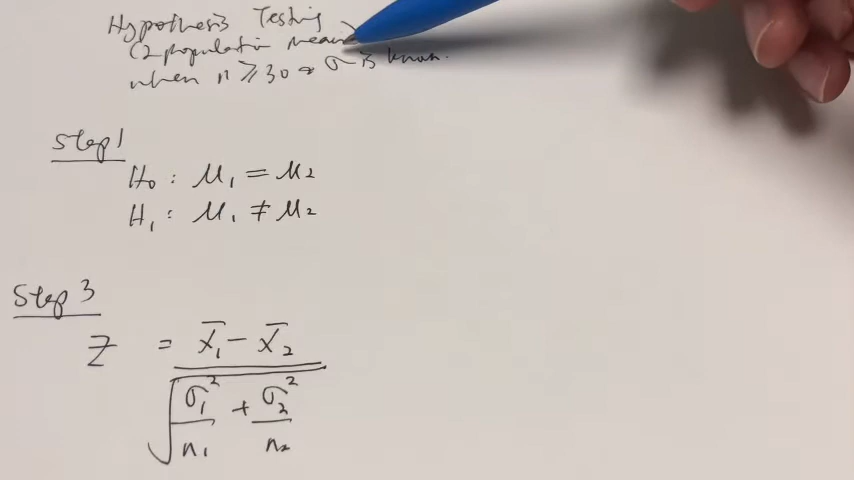 Hypothesis Testing
(2 population mean)
when n ≥ 30 & σ is known.
Step 1
H₀ : μ₁ = μ₂
H₁ : μ₁ ≠ μ₂
Step 3
Z = (x̄₁ − x̄₂) / √(σ₁²/n₁ + σ₂²/n₂)